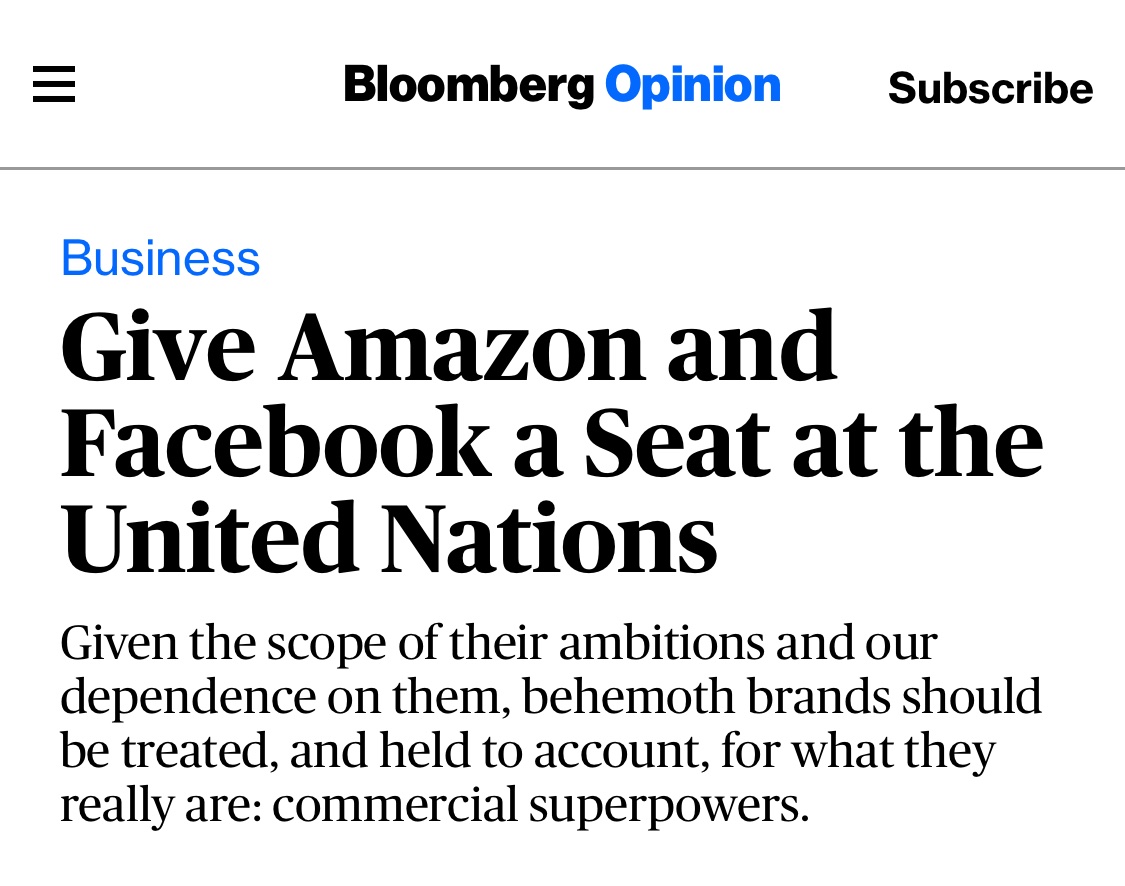 Bloomberg Opinion
Subscribe
Business
Give Amazon and
Facebook a Seat at the
United Nations
Given the scope of their ambitions and our
dependence on them, behemoth brands should
be treated, and held to account, for what they
really are: commercial superpowers.